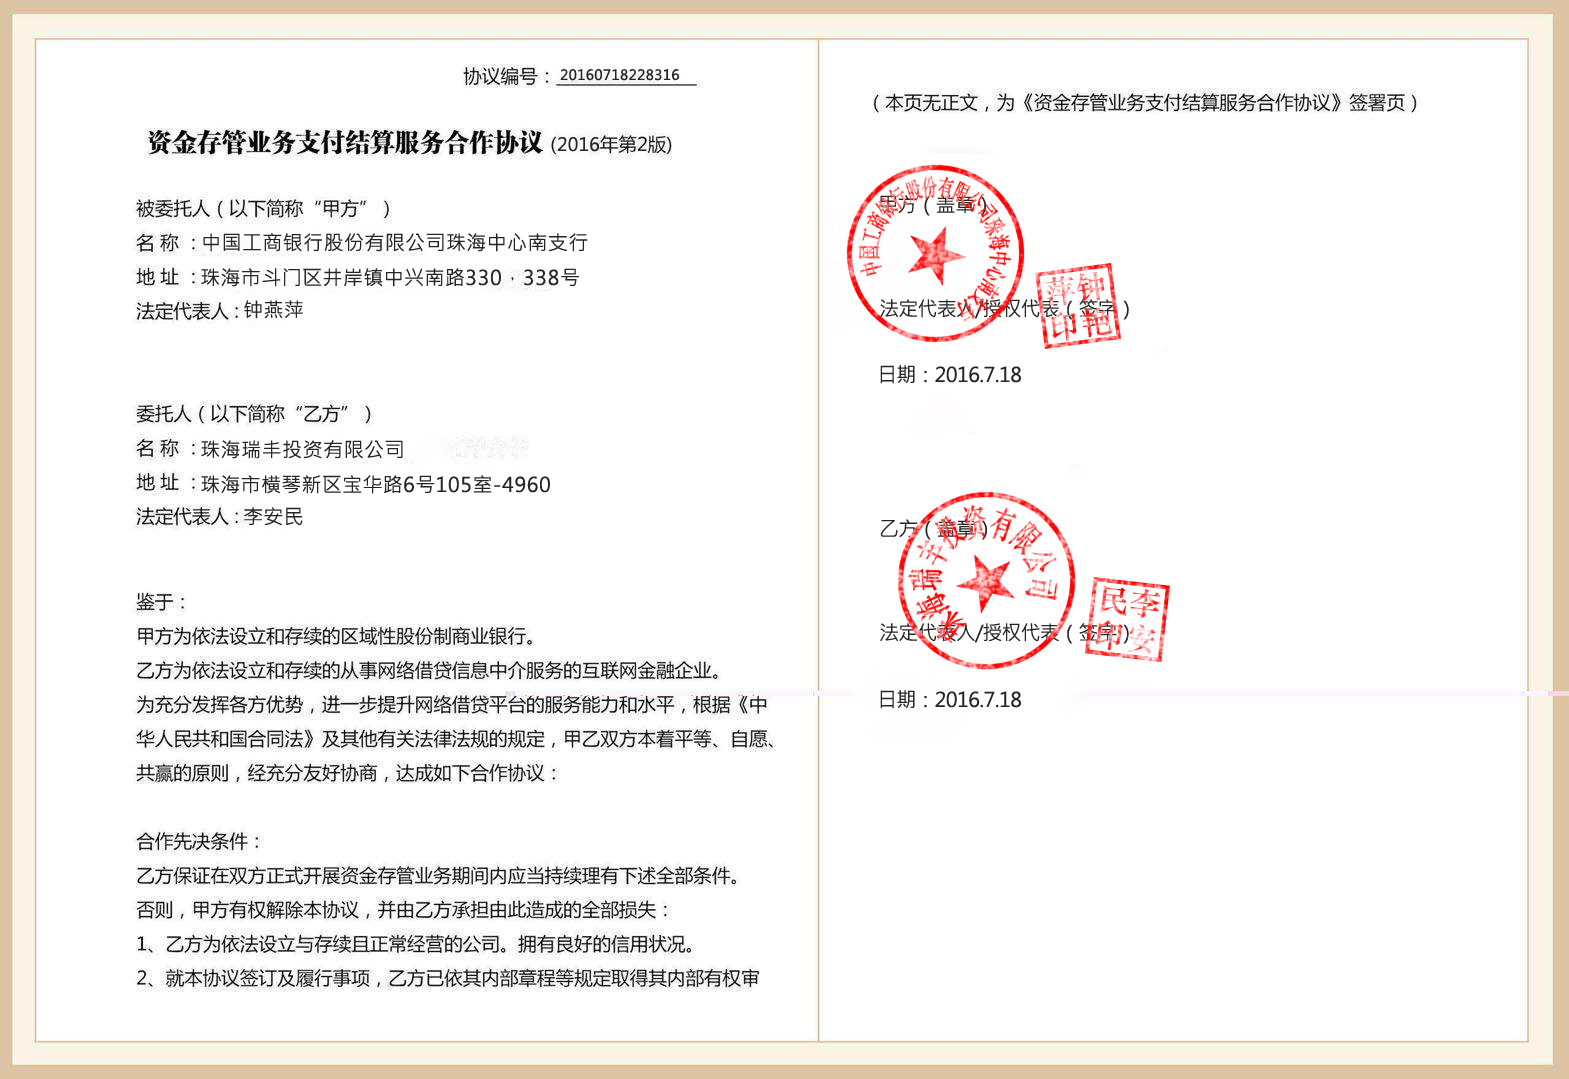 协议编号：20160718228316
资金存管业务支付结算服务合作协议 (2016年第2版)
被委托人（以下简称“甲方”）
名 称 ：中国工商银行股份有限公司珠海中心南支行
地 址 ：珠海市斗门区井岸镇中兴南路330﹒338号
法定代表人：钟燕萍
委托人（以下简称“乙方”）
名 称 ：珠海瑞丰投资有限公司
地 址 ：珠海市横琴新区宝华路6号105室-4960
法定代表人：李安民
鉴于：
甲方为依法设立和存续的区域性股份制商业银行。
乙方为依法设立和存续的从事网络借贷信息中介服务的互联网金融企业。
为充分发挥各方优势，进一步提升网络借贷平台的服务能力和水平，根据《中
华人民共和国合同法》及其他有关法律法规的规定，甲乙双方本着平等、自愿、
共赢的原则，经充分友好协商，达成如下合作协议：
合作先决条件：
乙方保证在双方正式开展资金存管业务期间内应当持续理有下述全部条件。
否则，甲方有权解除本协议，并由乙方承担由此造成的全部损失：
1、乙方为依法设立与存续且正常经营的公司。拥有良好的信用状况。
2、就本协议签订及履行事项，乙方已依其内部章程等规定取得其内部有权审
（本页无正文，为《资金存管业务支付结算服务合作协议》签署页）
甲方（盖章）
中国工商银行股份有限公司珠海中心南支行
法定代表人/授权代表（签字）
钟艳萍印
日期：2016.7.18
乙方（盖章）
珠海瑞丰投资有限公司
法定代表人/授权代表（签字）
李安民印
日期：2016.7.18